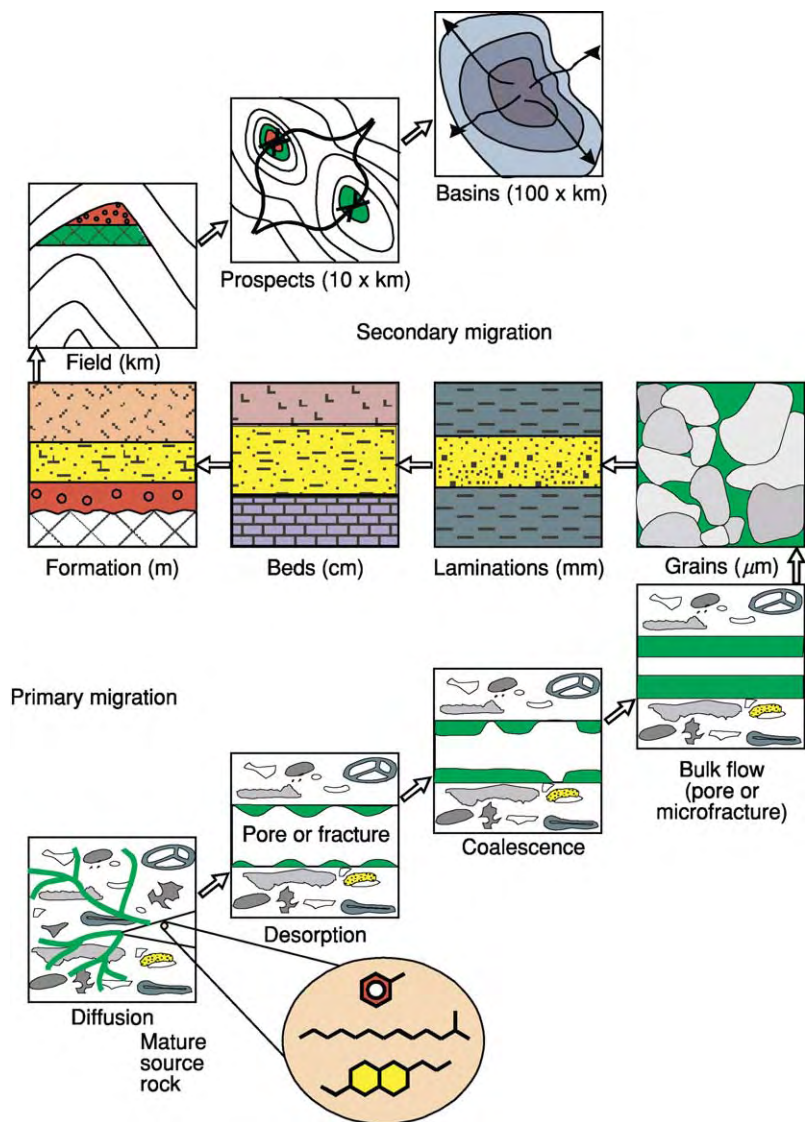 Basins (100 x km)
Prospects (10 x km)
Secondary migration
Field (km)
Formation (m)
Beds (cm)
Laminations (mm)
Grains (μm)
Primary migration
Bulk flow
(pore or
microfracture)
Coalescence
Pore or fracture
Desorption
Diffusion
Mature
source
rock